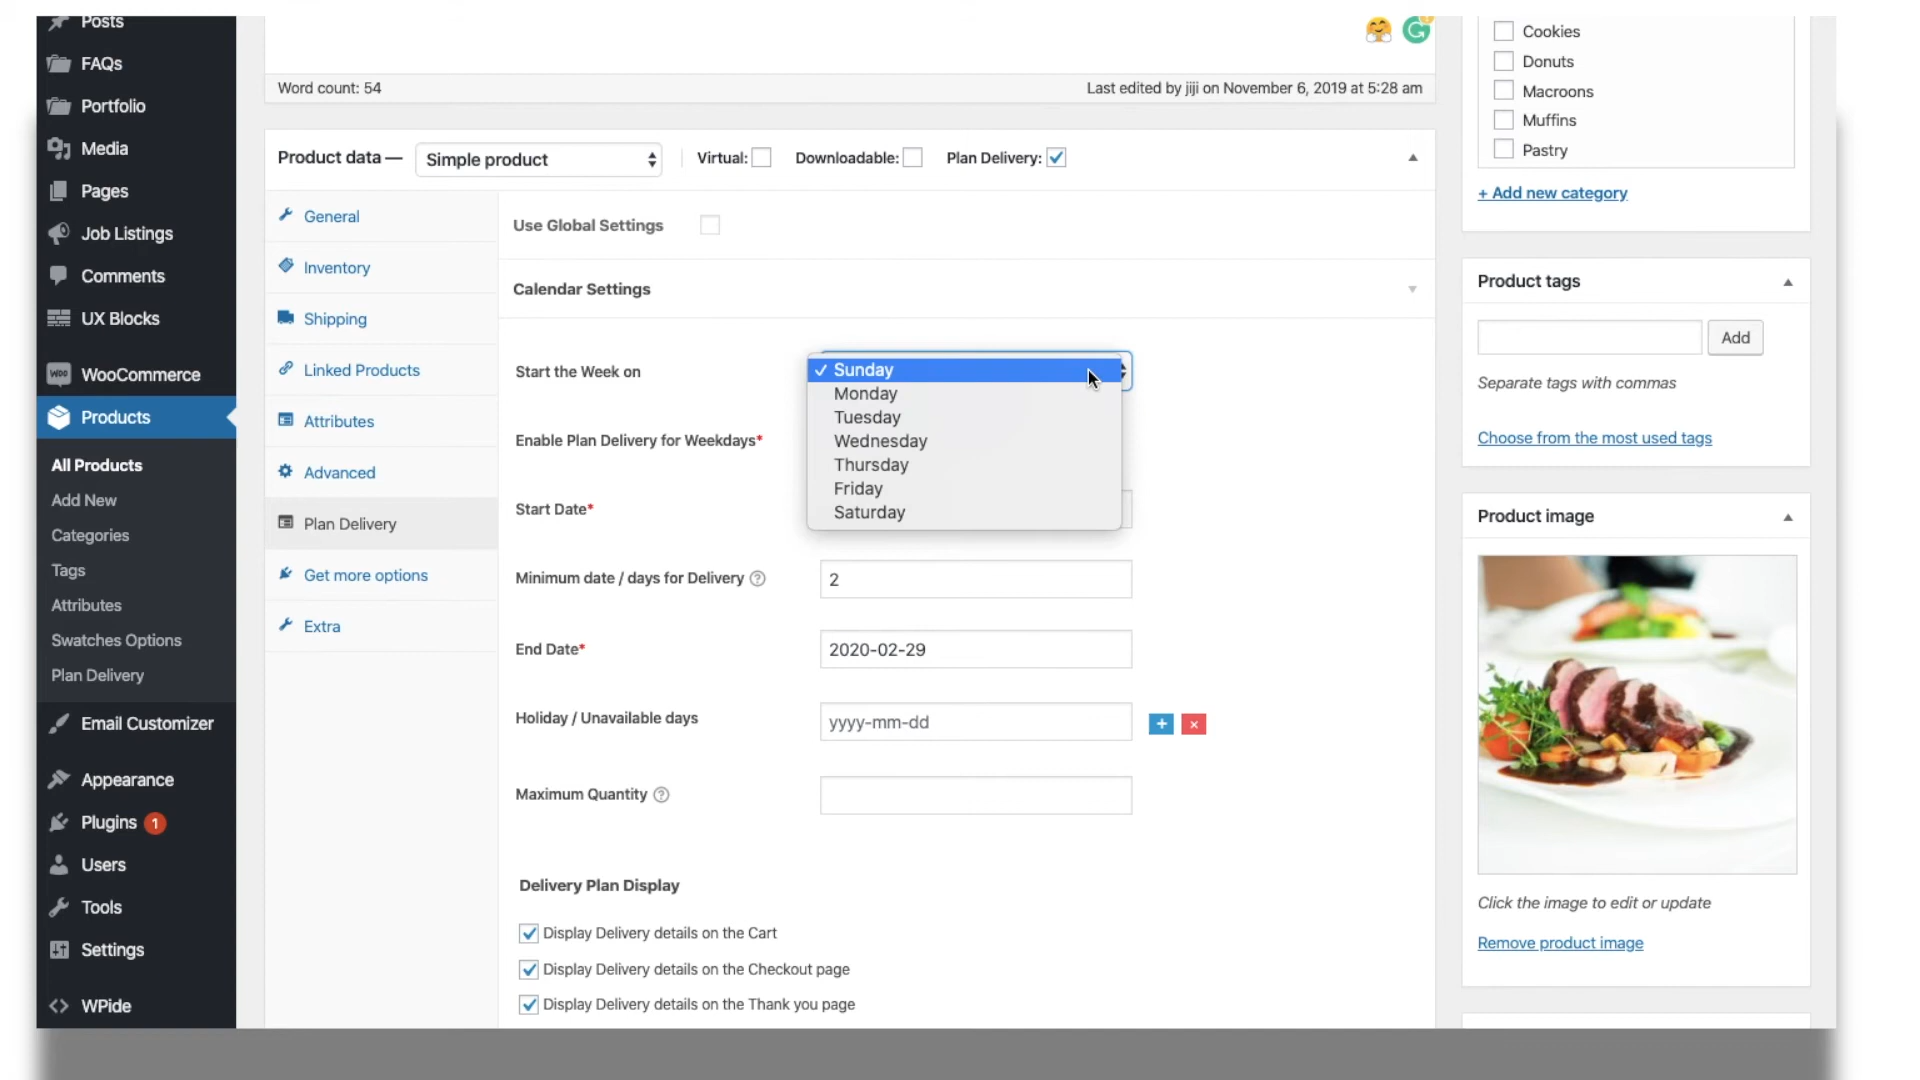 Posts
FAQs
Portfolio
Media
Pages
Job Listings
Comments
UX Blocks
WooCommerce
Products
All Products
Add New
Categories
Tags
Attributes
Swatches Options
Plan Delivery
Email Customizer
Appearance
Plugins 1
Users
Tools
Settings
WPide
Word count: 54
Last edited by jiji on November 6, 2019 at 5:28 am
Product data — Simple product Virtual: Downloadable: Plan Delivery:
General
Inventory
Shipping
Linked Products
Attributes
Advanced
Plan Delivery
Get more options
Extra
Use Global Settings
Calendar Settings
Start the Week on
Sunday
Monday
Tuesday
Wednesday
Thursday
Friday
Saturday
Enable Plan Delivery for Weekdays*
Start Date*
Minimum date / days for Delivery ? 2
End Date* 2020-02-29
Holiday / Unavailable days yyyy-mm-dd + ×
Maximum Quantity ?
Delivery Plan Display
Display Delivery details on the Cart
Display Delivery details on the Checkout page
Display Delivery details on the Thank you page
Cookies
Donuts
Macroons
Muffins
Pastry
+ Add new category
Product tags
Add
Separate tags with commas
Choose from the most used tags
Product image
Click the image to edit or update
Remove product image